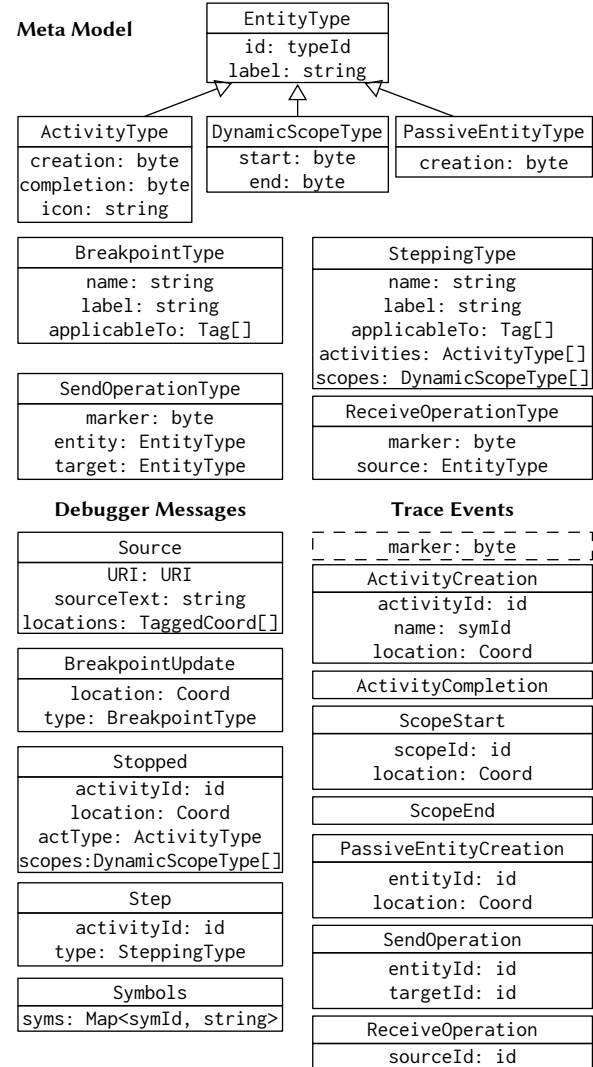 Meta Model
EntityType
id: typeId
label: string
ActivityType
creation: byte
completion: byte
icon: string
DynamicScopeType
start: byte
end: byte
PassiveEntityType
creation: byte
BreakpointType
name: string
label: string
applicableTo: Tag[]
SteppingType
name: string
label: string
applicableTo: Tag[]
activities: ActivityType[]
scopes: DynamicScopeType[]
SendOperationType
marker: byte
entity: EntityType
target: EntityType
ReceiveOperationType
marker: byte
source: EntityType
Debugger Messages
Source
URI: URI
sourceText: string
locations: TaggedCoord[]
BreakpointUpdate
location: Coord
type: BreakpointType
Stopped
activityId: id
location: Coord
actType: ActivityType
scopes:DynamicScopeType[]
Step
activityId: id
type: SteppingType
Symbols
syms: Map<symId, string>
Trace Events
marker: byte
ActivityCreation
activityId: id
name: symId
location: Coord
ActivityCompletion
ScopeStart
scopeId: id
location: Coord
ScopeEnd
PassiveEntityCreation
entityId: id
location: Coord
SendOperation
entityId: id
targetId: id
ReceiveOperation
sourceId: id